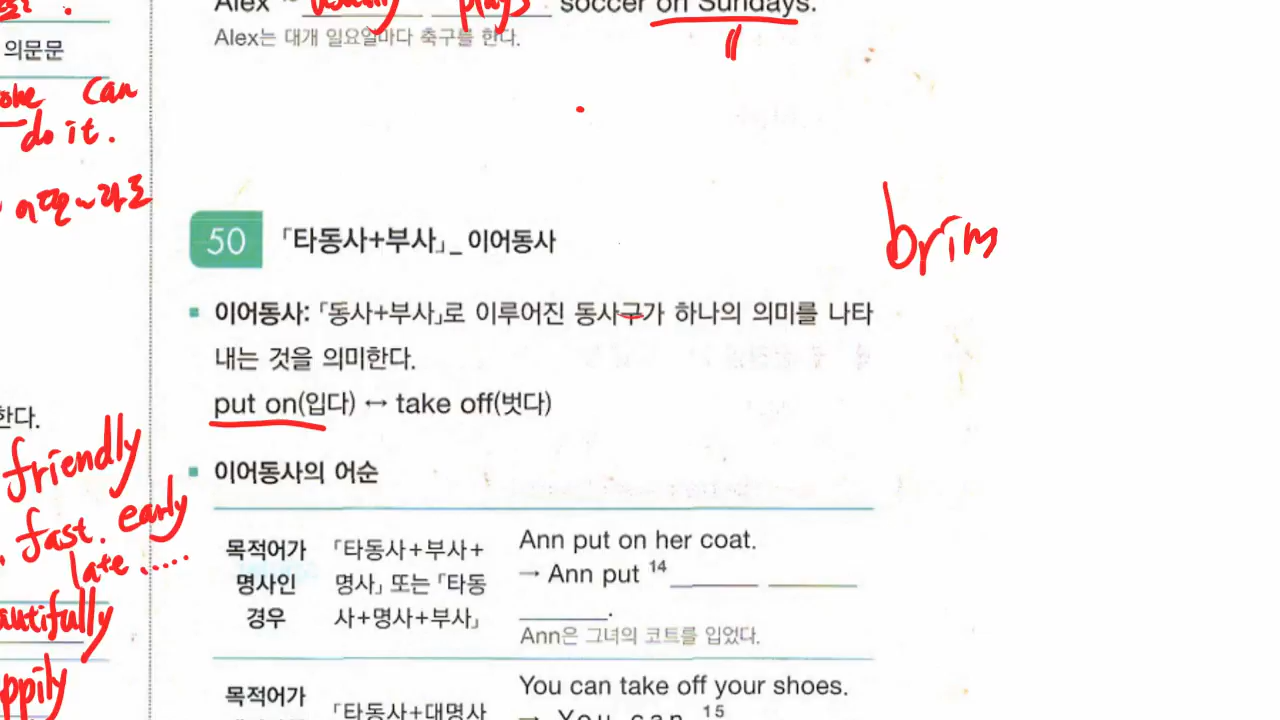 Alex usually plays soccer on Sundays.
Alex는 대개 일요일마다 축구를 한다.
의문문
can
do it.
어떤~라도
brim
50 「타동사+부사」_이어동사
이어동사: 「동사+부사」로 이루어진 동사구가 하나의 의미를 나타
내는 것을 의미한다.
put on(입다) ↔ take off(벗다)
한다.
friendly
fast. early
late .....
이어동사의 어순
목적어가
명사인
경우
「타동사+부사+
명사」 또는 「타동
사+명사+부사」
Ann put on her coat.
→ Ann put 14 ______ ______
______.
Ann은 그녀의 코트를 입었다.
목적어가
「타동사+대명사
You can take off your shoes.
→ You can 15